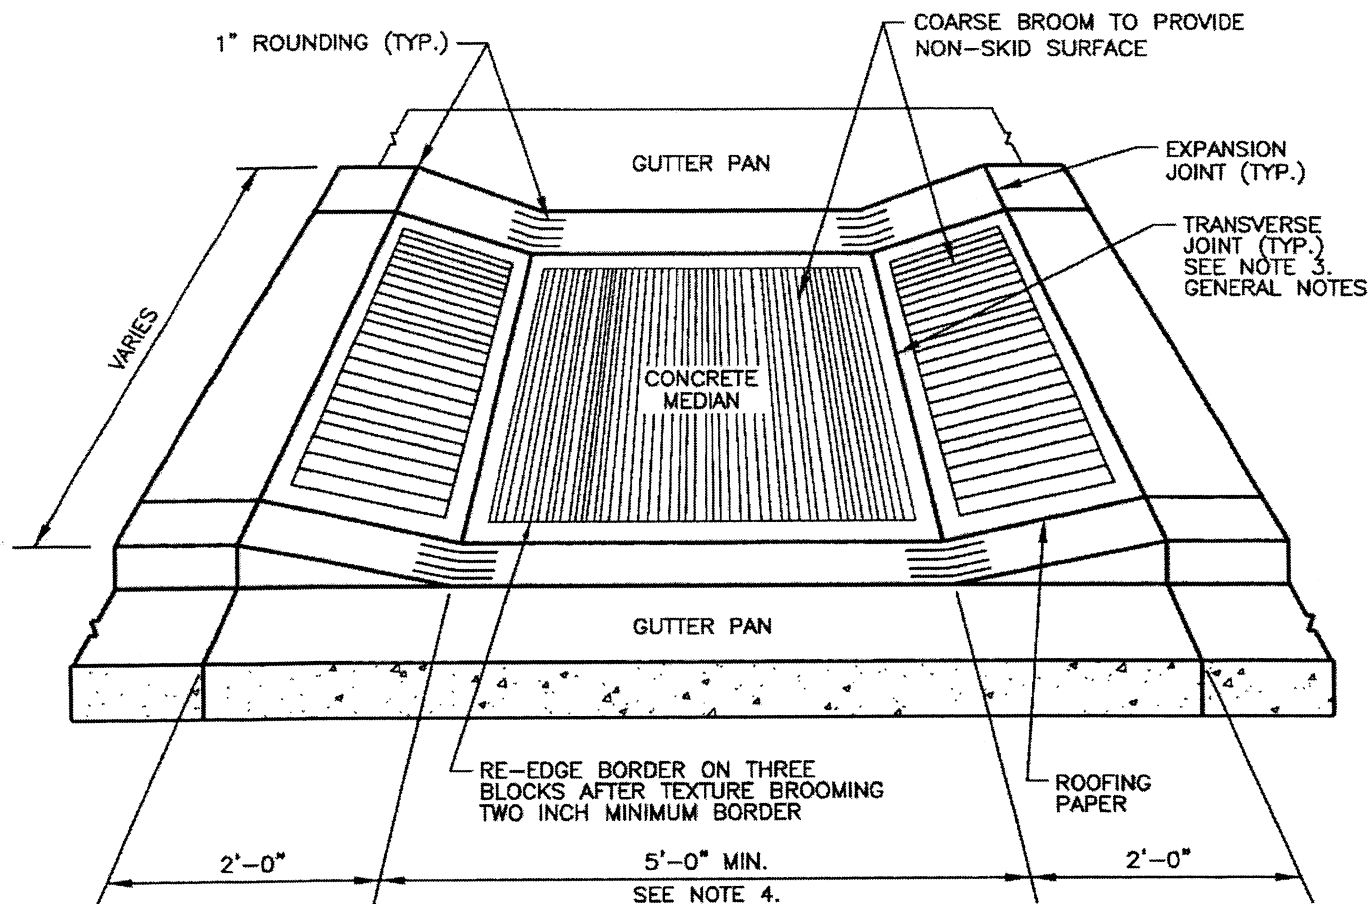 1" ROUNDING (TYP.)
COARSE BROOM TO PROVIDE
NON-SKID SURFACE
GUTTER PAN
EXPANSION
JOINT (TYP.)
TRANSVERSE
JOINT (TYP.)
SEE NOTE 3.
GENERAL NOTES
VARIES
CONCRETE
MEDIAN
GUTTER PAN
RE-EDGE BORDER ON THREE
BLOCKS AFTER TEXTURE BROOMING
TWO INCH MINIMUM BORDER
ROOFING
PAPER
2'-0"
5'-0" MIN.
2'-0"
SEE NOTE 4.